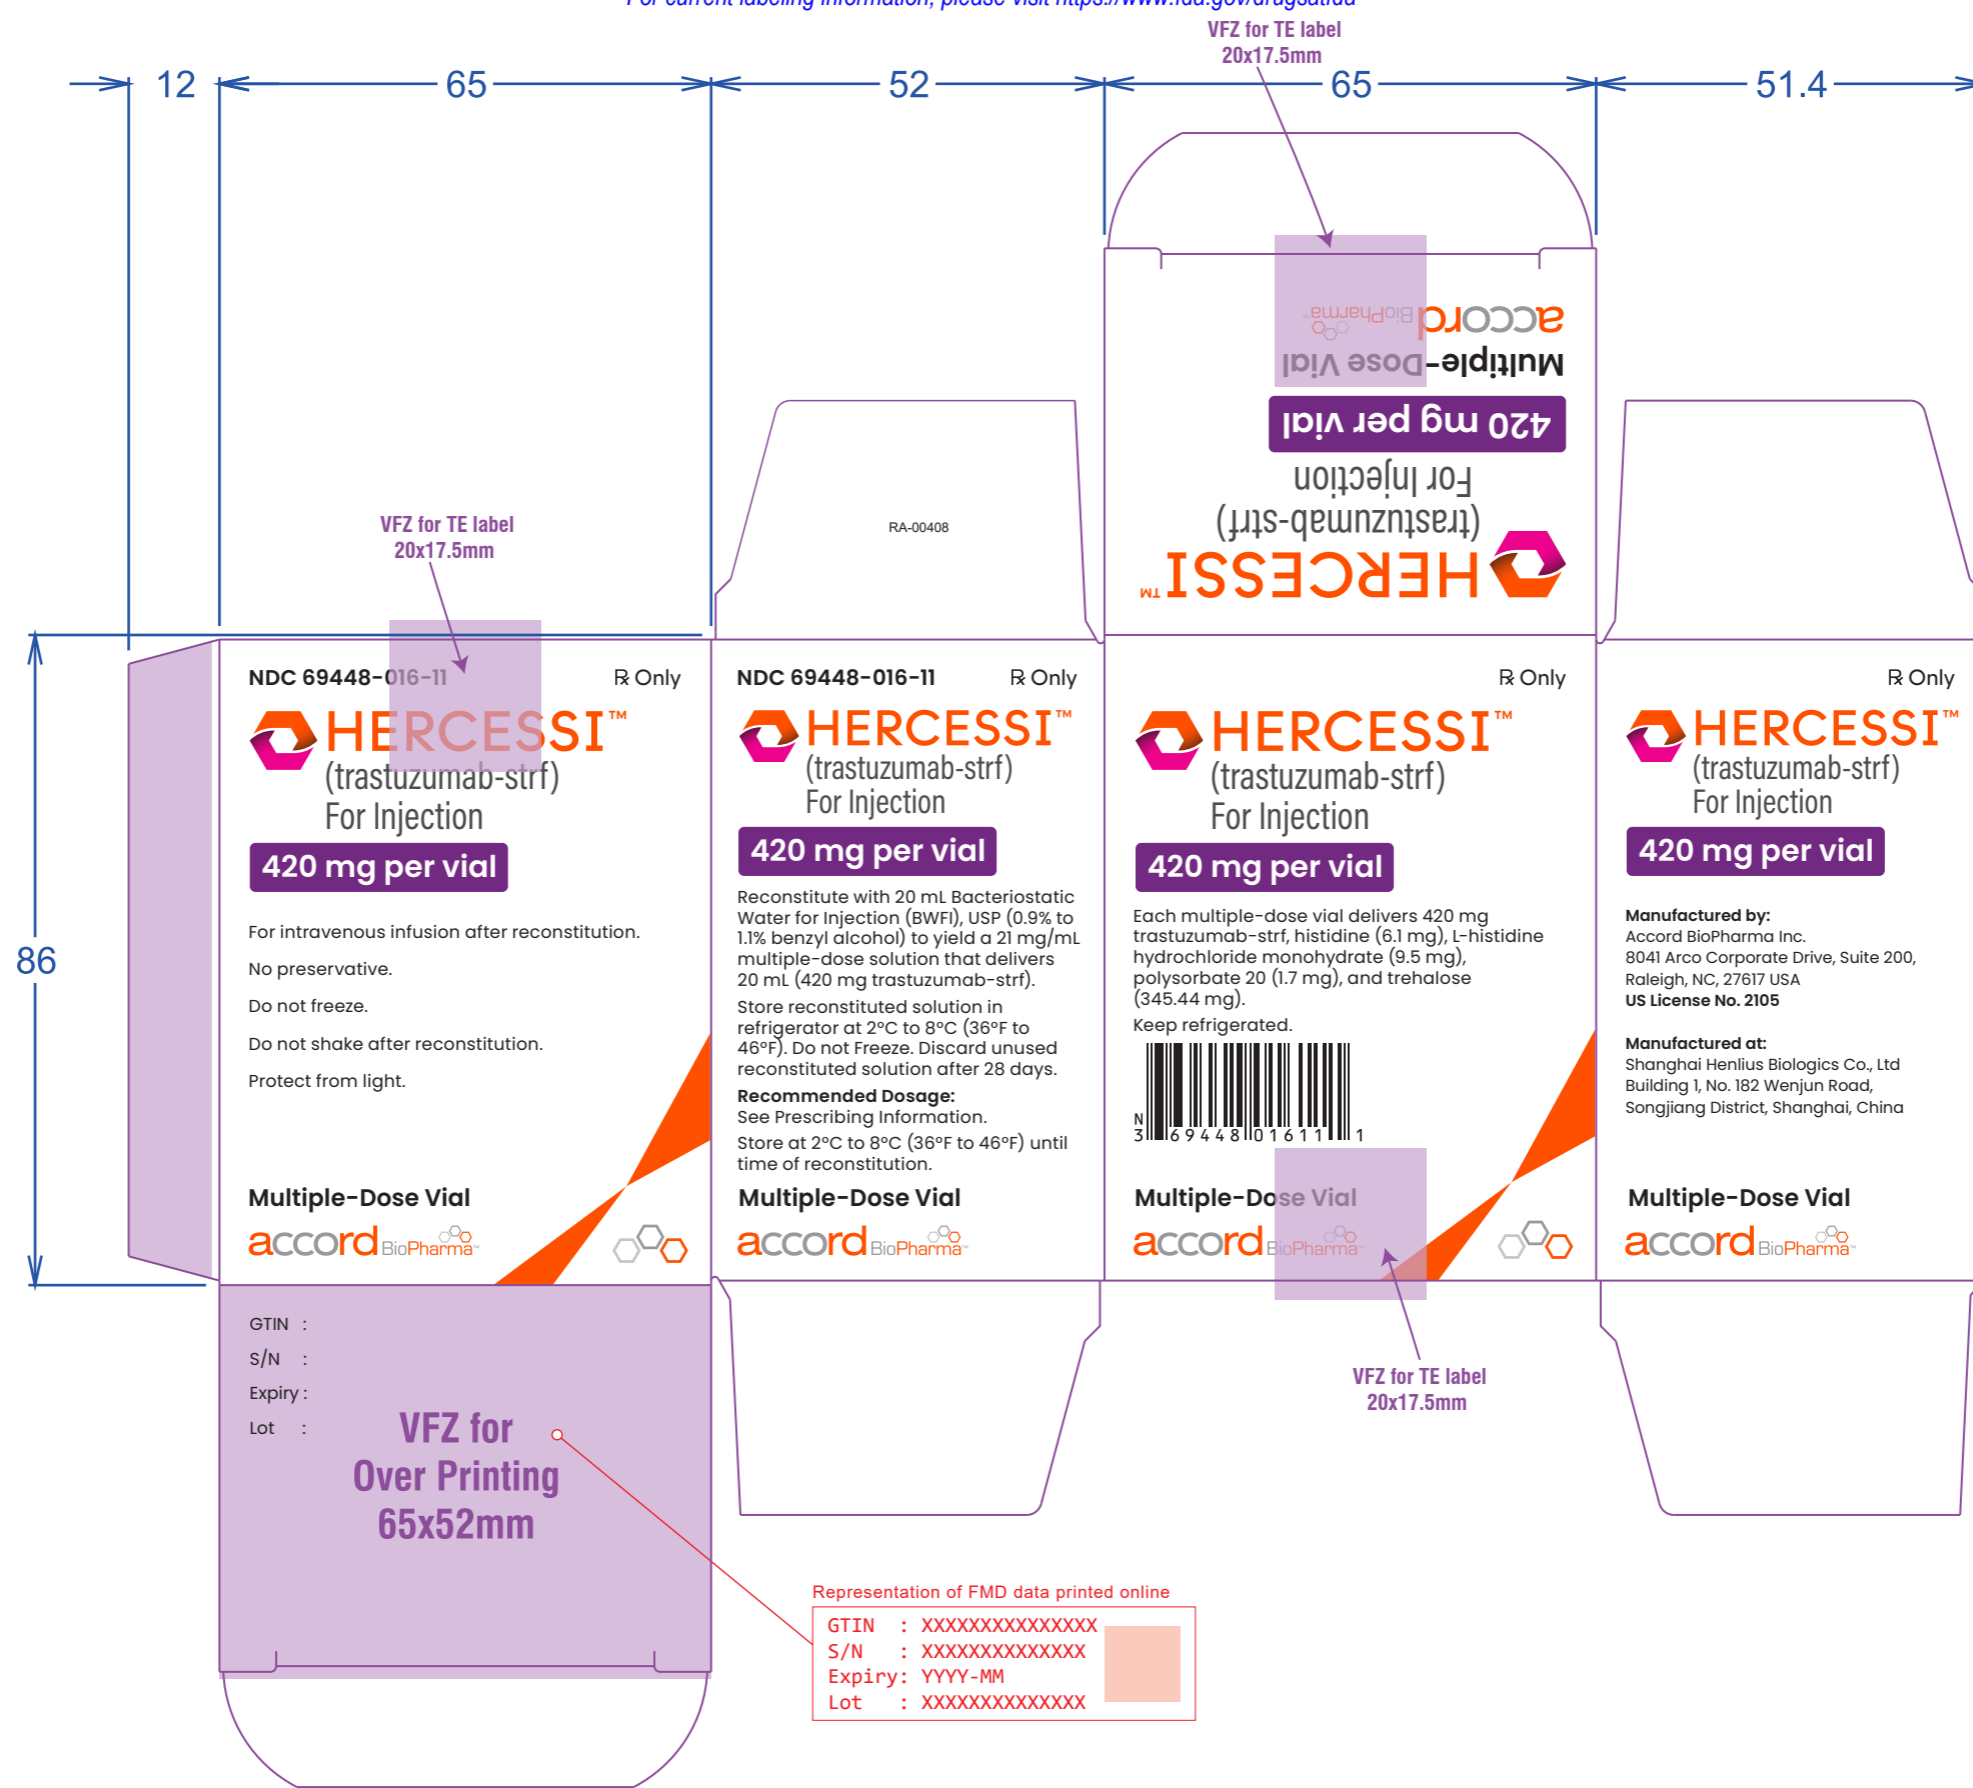 For current labeling information, please visit https://www.fda.gov/drugsatfda
VFZ for TE label
20x17.5mm
12
65
52
65
51.4
accord BioPharma™
Multiple-Dose Vial
420 mg per vial
For Injection
(trastuzumab-strf)
HERCESSI™
VFZ for TE label
20x17.5mm
RA-00408
86
NDC 69448-016-11
℞ Only
HERCESSI™
(trastuzumab-strf)
For Injection
420 mg per vial
For intravenous infusion after reconstitution.
No preservative.
Do not freeze.
Do not shake after reconstitution.
Protect from light.
Multiple-Dose Vial
accord BioPharma™
NDC 69448-016-11
℞ Only
HERCESSI™
(trastuzumab-strf)
For Injection
420 mg per vial
Reconstitute with 20 mL Bacteriostatic
Water for Injection (BWFI), USP (0.9% to
1.1% benzyl alcohol) to yield a 21 mg/mL
multiple-dose solution that delivers
20 mL (420 mg trastuzumab-strf).
Store reconstituted solution in
refrigerator at 2°C to 8°C (36°F to
46°F). Do not Freeze. Discard unused
reconstituted solution after 28 days.
Recommended Dosage:
See Prescribing Information.
Store at 2°C to 8°C (36°F to 46°F) until
time of reconstitution.
Multiple-Dose Vial
accord BioPharma™
℞ Only
HERCESSI™
(trastuzumab-strf)
For Injection
420 mg per vial
Each multiple-dose vial delivers 420 mg
trastuzumab-strf, histidine (6.1 mg), L-histidine
hydrochloride monohydrate (9.5 mg),
polysorbate 20 (1.7 mg), and trehalose
(345.44 mg).
Keep refrigerated.
N
3 69448 01611 1
Multiple-Dose Vial
accord BioPharma™
℞ Only
HERCESSI™
(trastuzumab-strf)
For Injection
420 mg per vial
Manufactured by:
Accord BioPharma Inc.
8041 Arco Corporate Drive, Suite 200,
Raleigh, NC, 27617 USA
US License No. 2105
Manufactured at:
Shanghai Henlius Biologics Co., Ltd
Building 1, No. 182 Wenjun Road,
Songjiang District, Shanghai, China
Multiple-Dose Vial
accord BioPharma™
GTIN :
S/N :
Expiry :
Lot :
VFZ for
Over Printing
65x52mm
VFZ for TE label
20x17.5mm
Representation of FMD data printed online
GTIN : XXXXXXXXXXXXXXX
S/N : XXXXXXXXXXXXXX
Expiry: YYYY-MM
Lot : XXXXXXXXXXXXXX